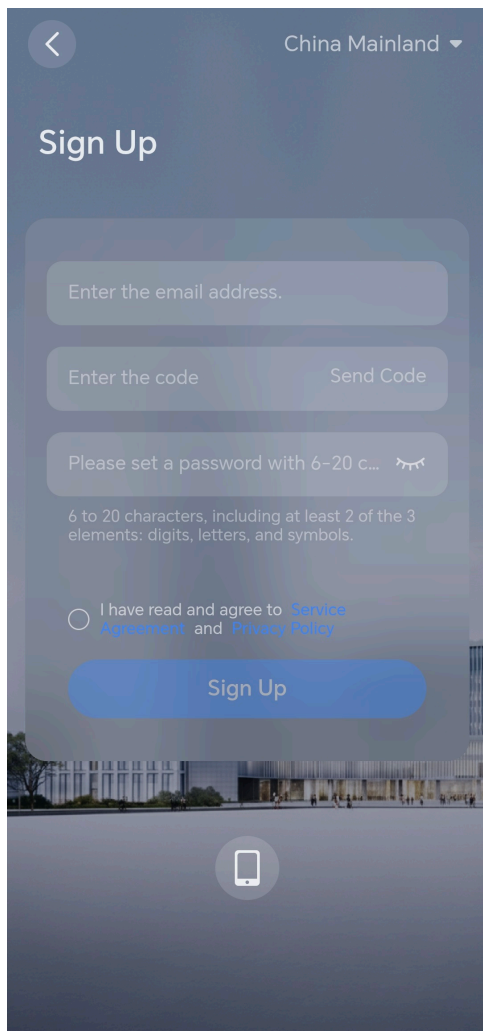 China Mainland
Sign Up
Enter the email address.
Enter the code Send Code
Please set a password with 6-20 c...
6 to 20 characters, including at least 2 of the 3
elements: digits, letters, and symbols.
I have read and agree to Service
Agreement and Privacy Policy
Sign Up